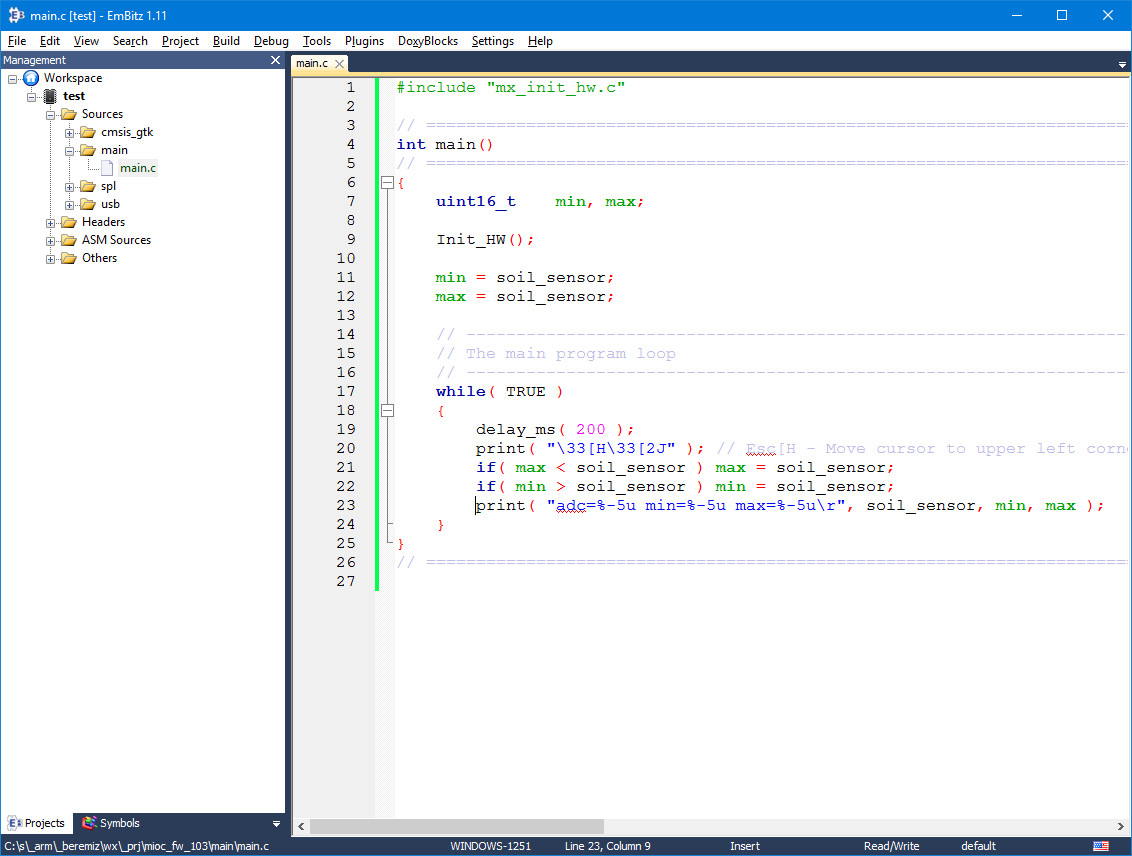 main.c [test] - EmBitz 1.11
File Edit View Search Project Build Debug Tools Plugins DoxyBlocks Settings Help
Management
Workspace
test
Sources
cmsis_gtk
main
main.c
spl
usb
Headers
ASM Sources
Others
main.c
1 #include "mx_init_hw.c"
2
3 // ======================================================================
4 int main()
5 // ======================================================================
6 {
7 uint16_t min, max;
8
9 Init_HW();
10
11 min = soil_sensor;
12 max = soil_sensor;
13
14 // ------------------------------------------------------------------
15 // The main program loop
16 // ------------------------------------------------------------------
17 while( TRUE )
18 {
19 delay_ms( 200 );
20 print( "\33[H\33[2J" ); // Esc[H - Move cursor to upper left corn
21 if( max < soil_sensor ) max = soil_sensor;
22 if( min > soil_sensor ) min = soil_sensor;
23 print( "adc=%-5u min=%-5u max=%-5u\r", soil_sensor, min, max );
24 }
25 }
26 // ======================================================================
27
Projects Symbols
C:\s\_arm\_beremiz\wx\_prj\mioc_fw_103\main\main.c WINDOWS-1251 Line 23, Column 9 Insert Read/Write default